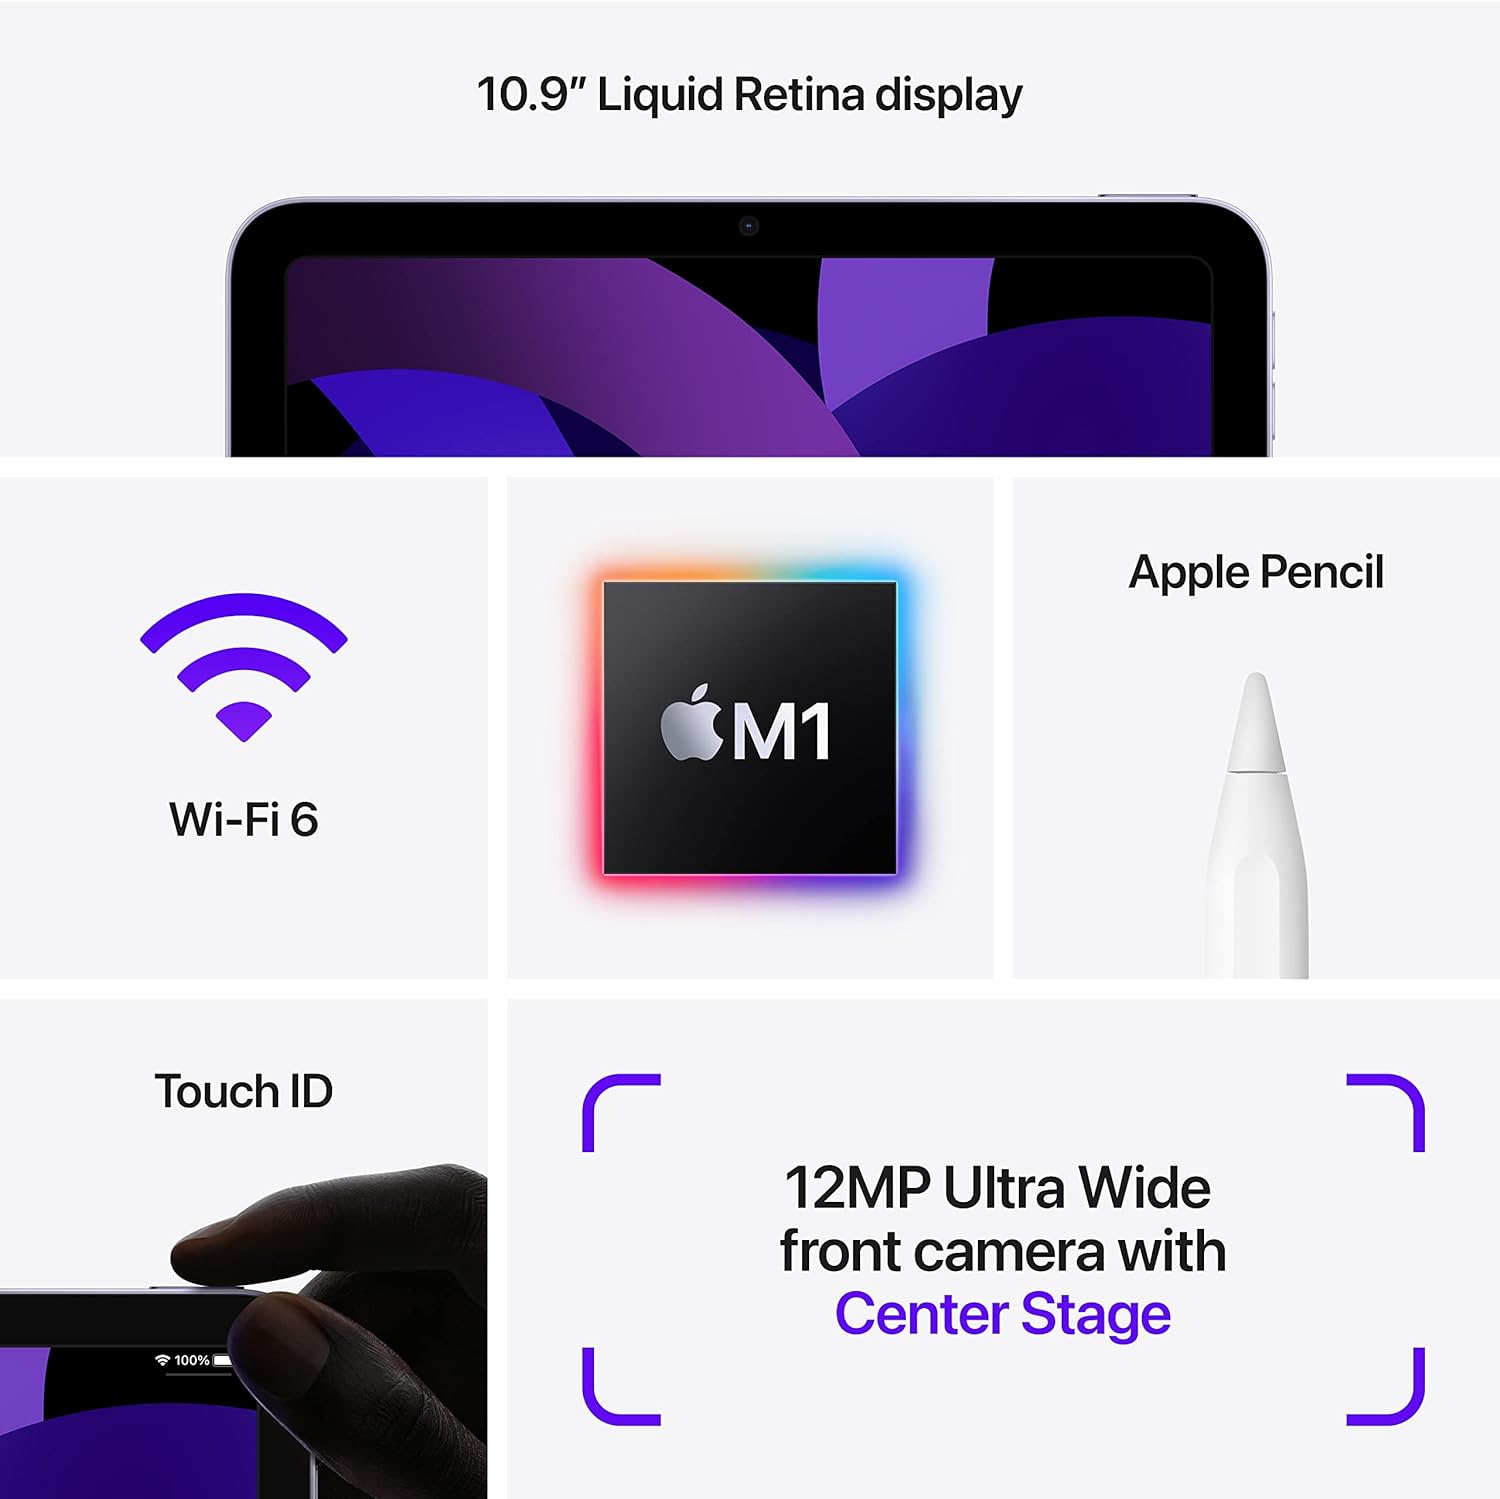 10.9” Liquid Retina display
Wi-Fi 6
M1
Apple Pencil
Touch ID
100%
12MP Ultra Wide
front camera with
Center Stage